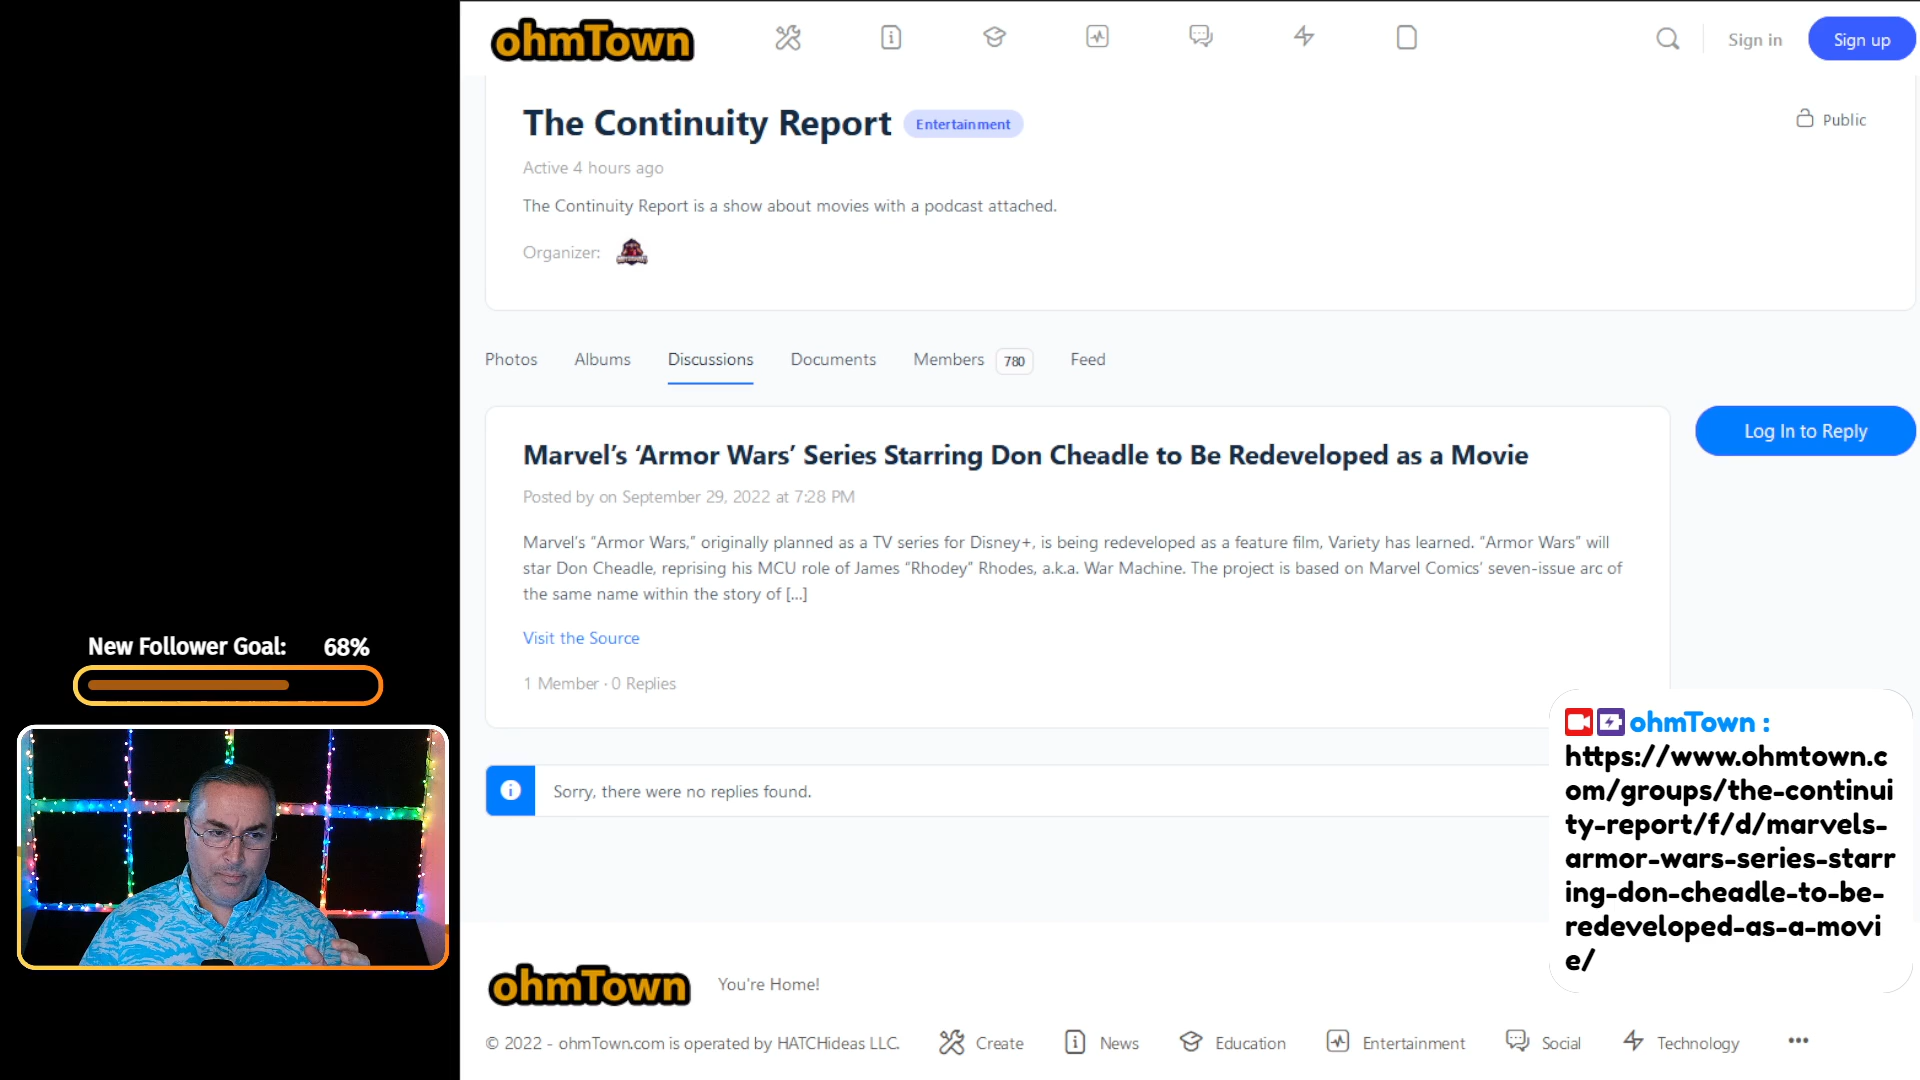 ohmTown
Sign in
Sign up
The Continuity Report
Entertainment
Public
Active 4 hours ago
The Continuity Report is a show about movies with a podcast attached.
Organizer:
Photos
Albums
Discussions
Documents
Members 780
Feed
Marvel’s ‘Armor Wars’ Series Starring Don Cheadle to Be Redeveloped as a Movie
Log In to Reply
Posted by on September 29, 2022 at 7:28 PM
Marvel’s “Armor Wars,” originally planned as a TV series for Disney+, is being redeveloped as a feature film, Variety has learned. “Armor Wars” will
star Don Cheadle, reprising his MCU role of James “Rhodey” Rhodes, a.k.a. War Machine. The project is based on Marvel Comics’ seven-issue arc of
the same name within the story of [...]
Visit the Source
1 Member · 0 Replies
New Follower Goal: 68%
Sorry, there were no replies found.
ohmTown :
https://www.ohmtown.c
om/groups/the-continui
ty-report/f/d/marvels-
armor-wars-series-starr
ing-don-cheadle-to-be-
redeveloped-as-a-movi
e/
ohmTown
You're Home!
© 2022 - ohmTown.com is operated by HATCHideas LLC.
Create
News
Education
Entertainment
Social
Technology
•••